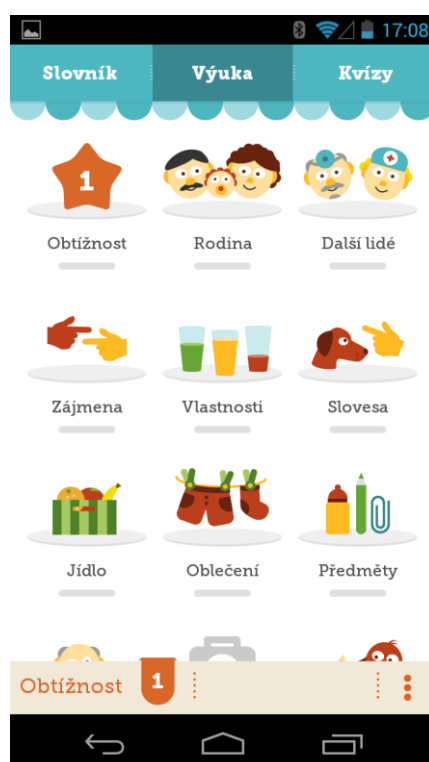 17:08
Slovník Výuka Kvízy
1
Obtížnost Rodina Další lidé
Zájmena Vlastnosti Slovesa
Jídlo Oblečení Předměty
Obtížnost 1